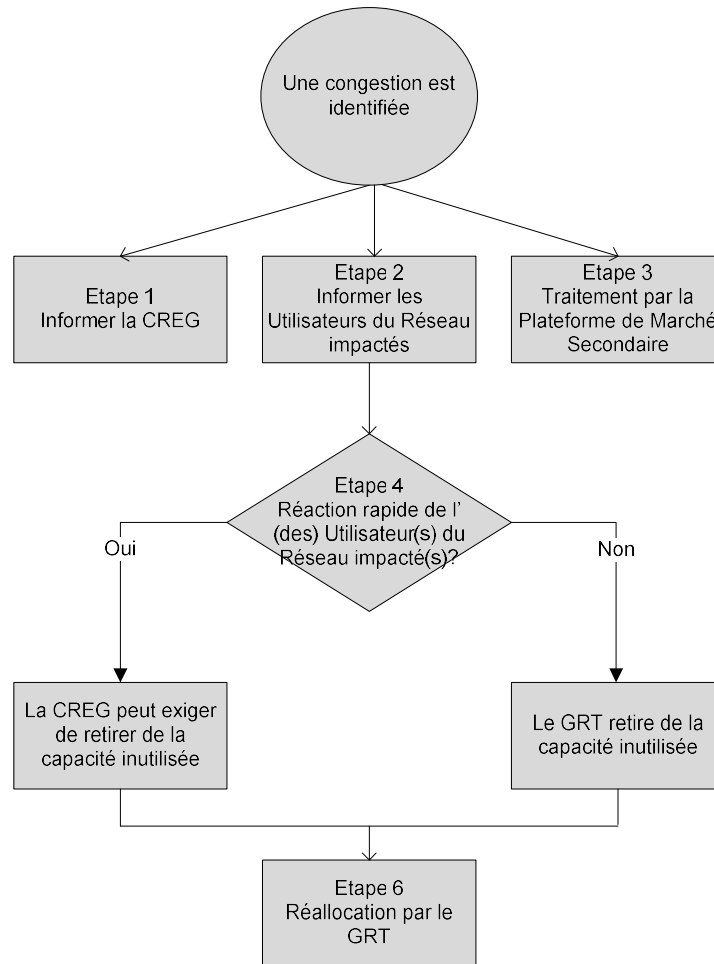 Une congestion est
identifiée
Etape 1
Informer la CREG
Etape 2
Informer les
Utilisateurs du Réseau
impactés
Etape 3
Traitement par la
Plateforme de Marché
Secondaire
Etape 4
Réaction rapide de l'
(des) Utilisateur(s) du
Réseau impacté(s)?
Oui
Non
La CREG peut exiger
de retirer de la
capacité inutilisée
Le GRT retire de la
capacité inutilisée
Etape 6
Réallocation par le
GRT